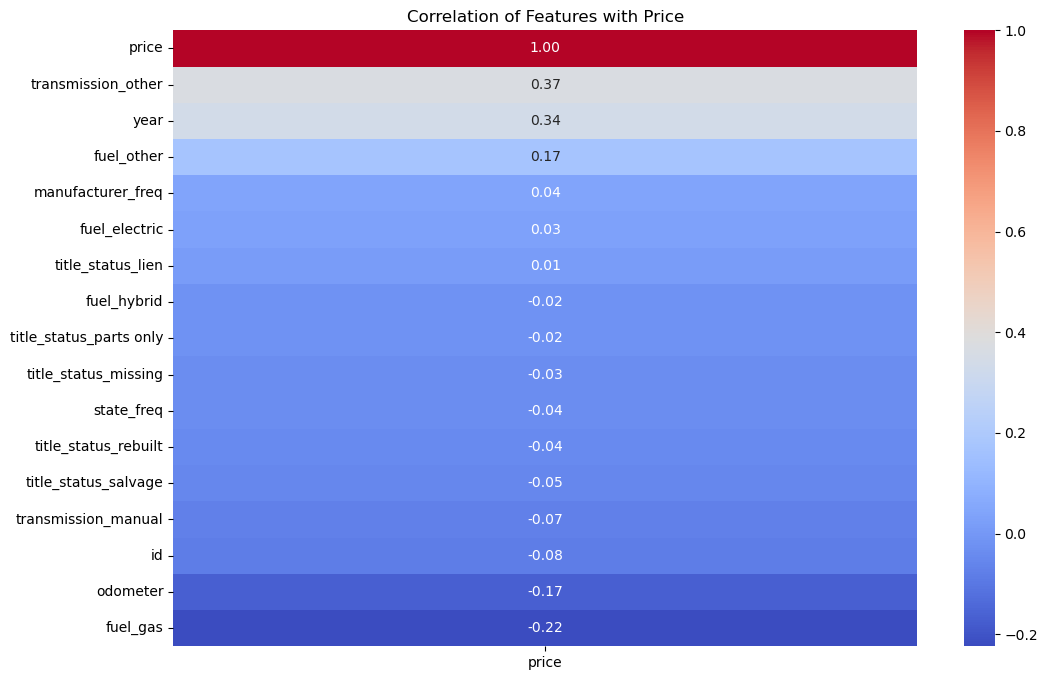 Correlation of Features with Price
price 1.00
transmission_other 0.37
year 0.34
fuel_other 0.17
manufacturer_freq 0.04
fuel_electric 0.03
title_status_lien 0.01
fuel_hybrid -0.02
title_status_parts only -0.02
title_status_missing -0.03
state_freq -0.04
title_status_rebuilt -0.04
title_status_salvage -0.05
transmission_manual -0.07
id -0.08
odometer -0.17
fuel_gas -0.22
price
1.0
0.8
0.6
0.4
0.2
0.0
−0.2